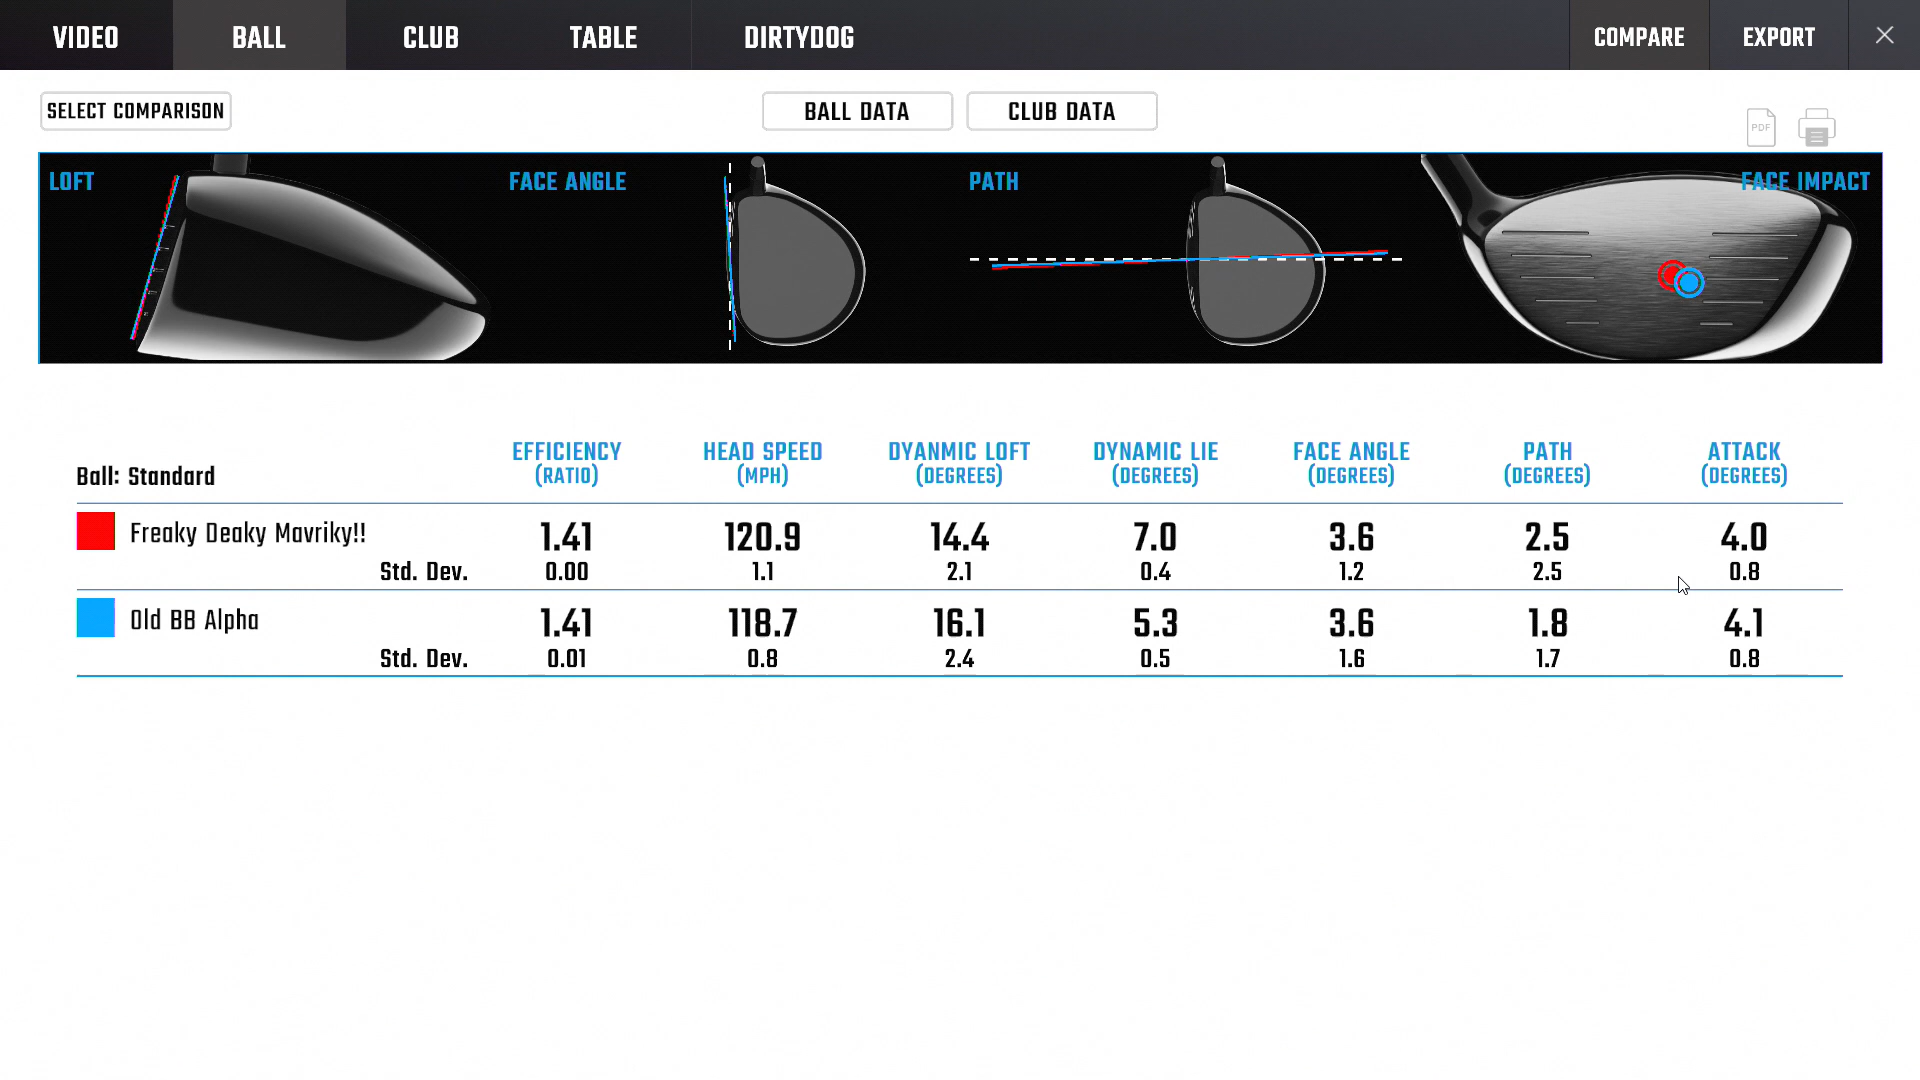 VIDEO BALL CLUB TABLE DIRTYDOG COMPARE EXPORT
SELECT COMPARISON BALL DATA CLUB DATA
PDF
LOFT FACE ANGLE PATH FACE IMPACT
EFFICIENCY HEAD SPEED DYANMIC LOFT DYNAMIC LIE FACE ANGLE PATH ATTACK
Ball: Standard (RATIO) (MPH) (DEGREES) (DEGREES) (DEGREES) (DEGREES) (DEGREES)
Freaky Deaky Mavriky!! 1.41 120.9 14.4 7.0 3.6 2.5 4.0
Std. Dev. 0.00 1.1 2.1 0.4 1.2 2.5 0.8
Old BB Alpha 1.41 118.7 16.1 5.3 3.6 1.8 4.1
Std. Dev. 0.01 0.8 2.4 0.5 1.6 1.7 0.8